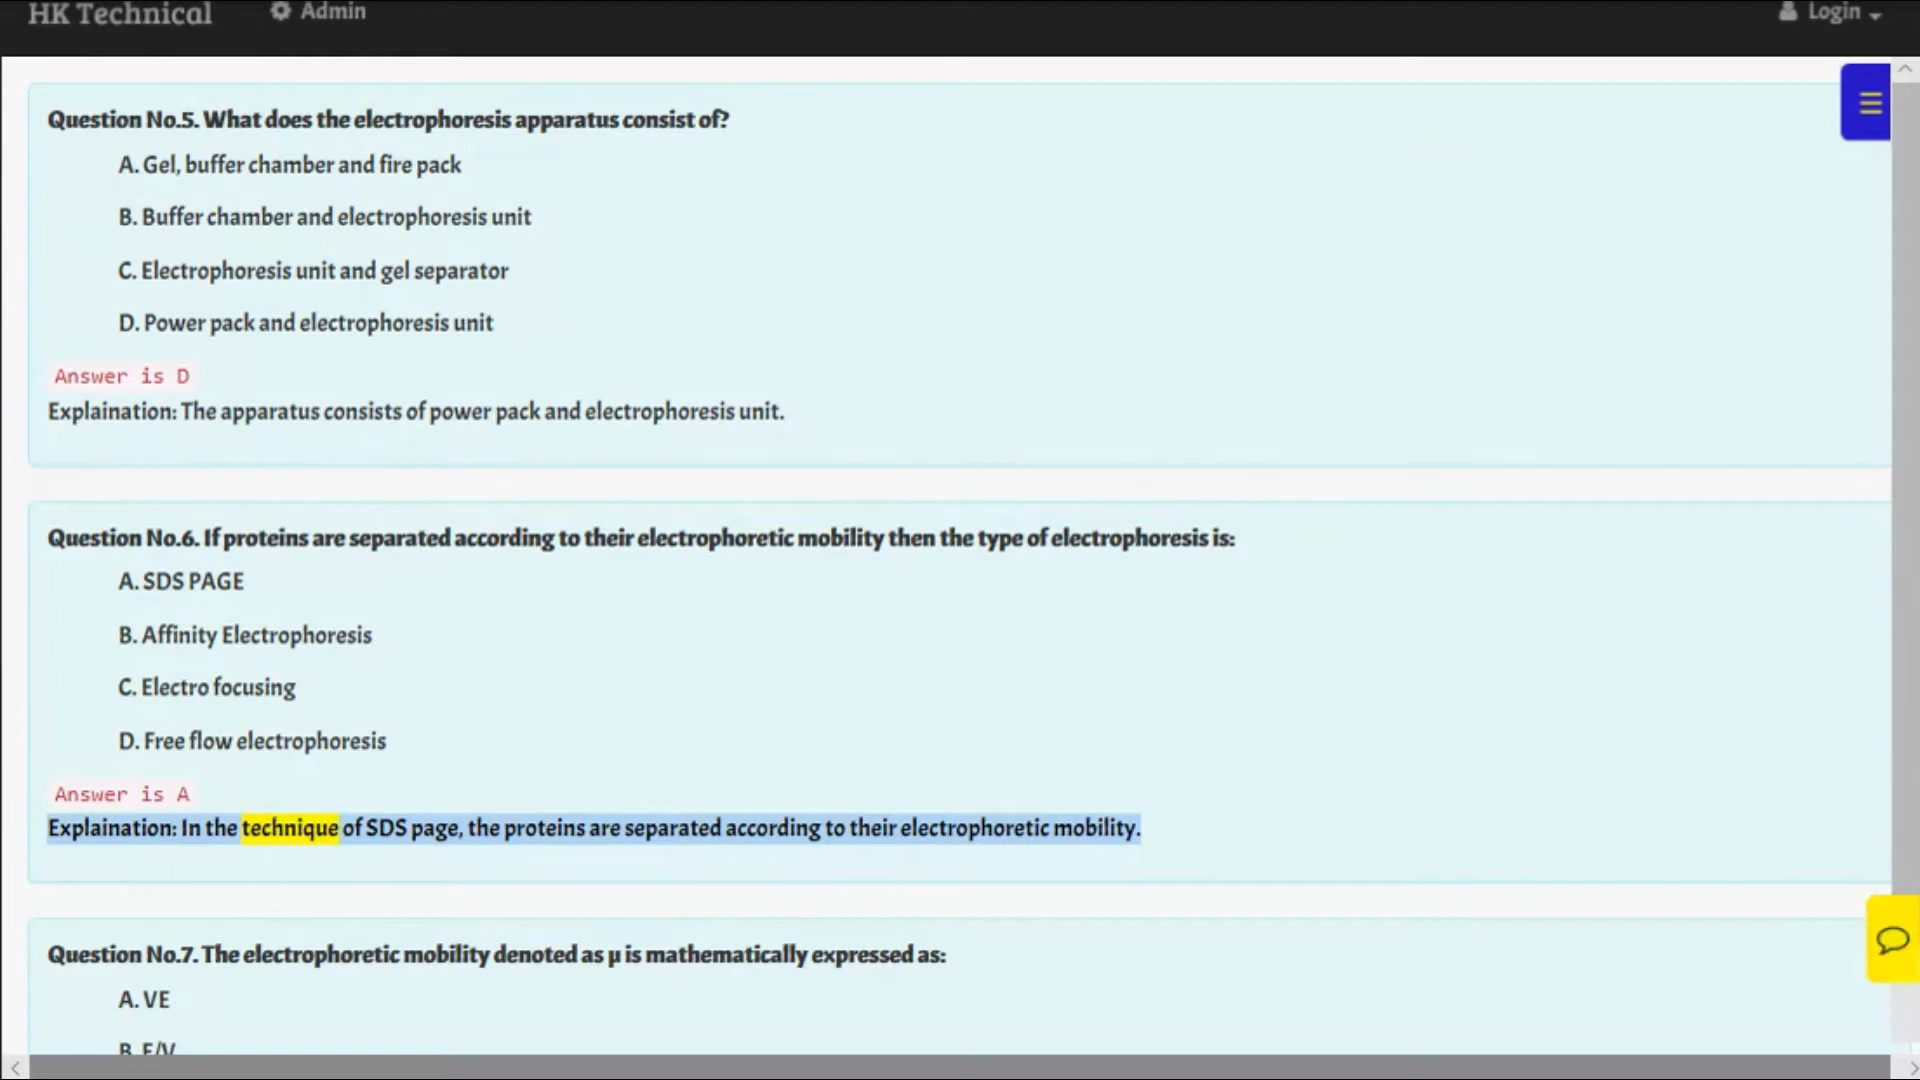 HK Technical Admin Login
Question No.5. What does the electrophoresis apparatus consist of?
A. Gel, buffer chamber and fire pack
B. Buffer chamber and electrophoresis unit
C. Electrophoresis unit and gel separator
D. Power pack and electrophoresis unit
Answer is D
Explaination: The apparatus consists of power pack and electrophoresis unit.
Question No.6. If proteins are separated according to their electrophoretic mobility then the type of electrophoresis is:
A. SDS PAGE
B. Affinity Electrophoresis
C. Electro focusing
D. Free flow electrophoresis
Answer is A
Explaination: In the technique of SDS page, the proteins are separated according to their electrophoretic mobility.
Question No.7. The electrophoretic mobility denoted as µ is mathematically expressed as:
A. VE
B. E/V